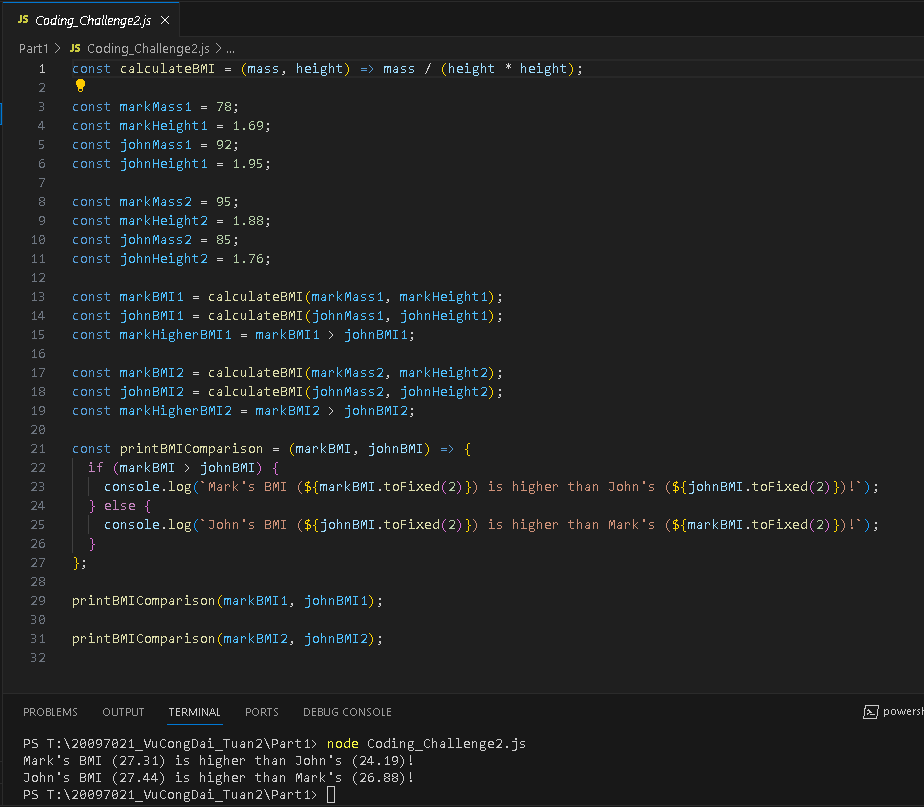 JS Coding_Challenge2.js ×
Part1 > JS Coding_Challenge2.js > ...
1 const calculateBMI = (mass, height) => mass / (height * height);
2
3 const markMass1 = 78;
4 const markHeight1 = 1.69;
5 const johnMass1 = 92;
6 const johnHeight1 = 1.95;
7
8 const markMass2 = 95;
9 const markHeight2 = 1.88;
10 const johnMass2 = 85;
11 const johnHeight2 = 1.76;
12
13 const markBMI1 = calculateBMI(markMass1, markHeight1);
14 const johnBMI1 = calculateBMI(johnMass1, johnHeight1);
15 const markHigherBMI1 = markBMI1 > johnBMI1;
16
17 const markBMI2 = calculateBMI(markMass2, markHeight2);
18 const johnBMI2 = calculateBMI(johnMass2, johnHeight2);
19 const markHigherBMI2 = markBMI2 > johnBMI2;
20
21 const printBMIComparison = (markBMI, johnBMI) => {
22   if (markBMI > johnBMI) {
23     console.log(`Mark's BMI (${markBMI.toFixed(2)}) is higher than John's (${johnBMI.toFixed(2)})!`);
24   } else {
25     console.log(`John's BMI (${johnBMI.toFixed(2)}) is higher than Mark's (${markBMI.toFixed(2)})!`);
26   }
27 };
28
29 printBMIComparison(markBMI1, johnBMI1);
30
31 printBMIComparison(markBMI2, johnBMI2);
32
PROBLEMS OUTPUT TERMINAL PORTS DEBUG CONSOLE powersh
PS T:\20097021_VuCongDai_Tuan2\Part1> node Coding_Challenge2.js
Mark's BMI (27.31) is higher than John's (24.19)!
John's BMI (27.44) is higher than Mark's (26.88)!
PS T:\20097021_VuCongDai_Tuan2\Part1>